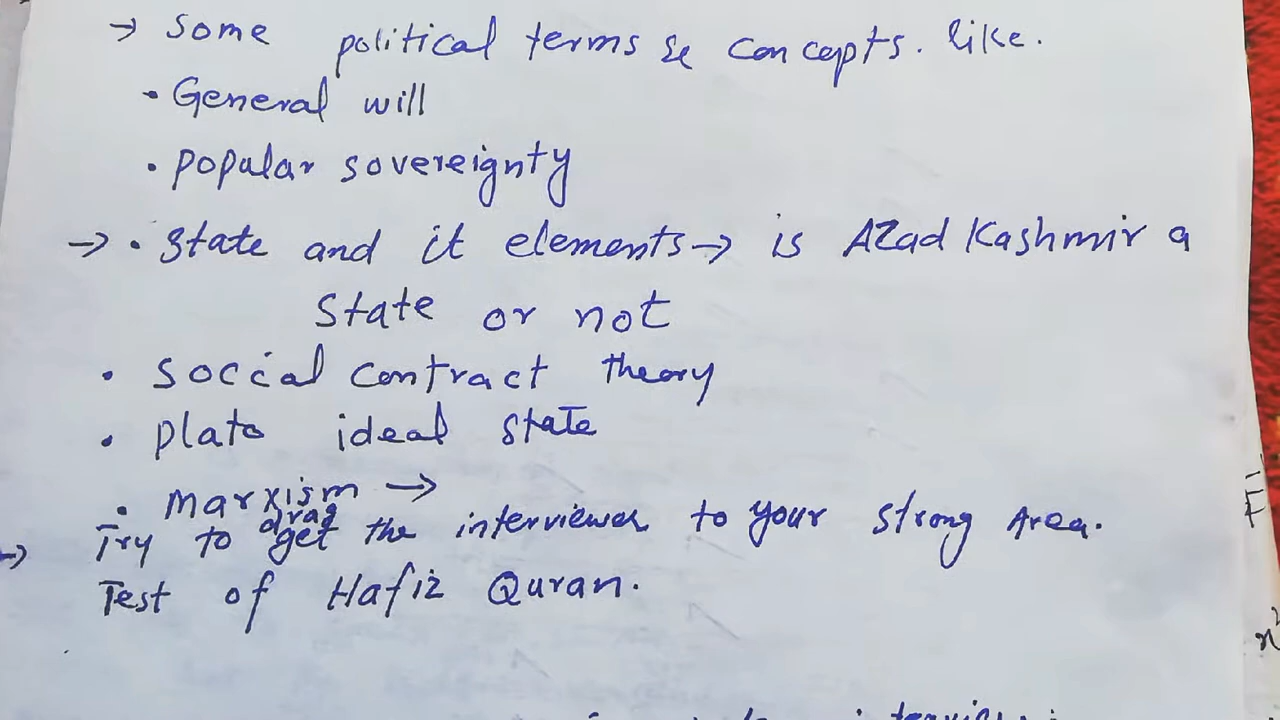 → Some political terms & concepts. like.
• General will
• popular sovereignty
→ • State and it elements → is Azad Kashmir a
State or not
• social contract theory
• plato ideal state
• Marxism →
drag
→ Try to get the interviewer to your strong Area.
Test of Hafiz Quran.